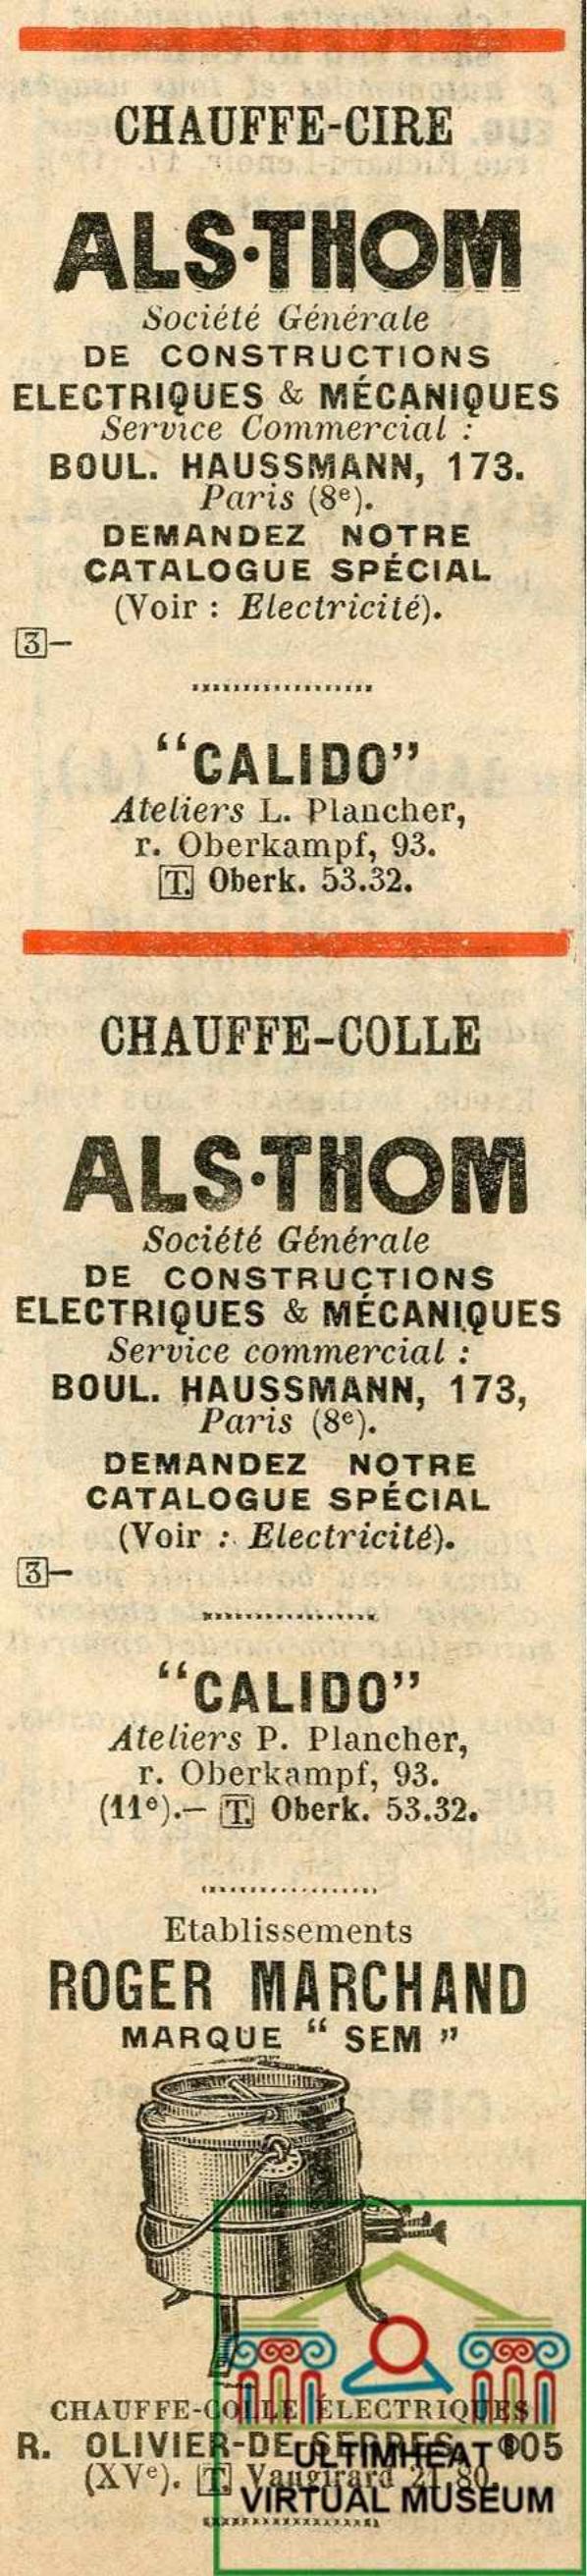 CHAUFFE-CIRE
ALS·THOM
Société Générale
DE CONSTRUCTIONS
ELECTRIQUES & MÉCANIQUES
Service Commercial :
BOUL. HAUSSMANN, 173.
Paris (8e).
DEMANDEZ NOTRE
CATALOGUE SPÉCIAL
(Voir : Electricité).
3–
"CALIDO"
Ateliers L. Plancher,
r. Oberkampf, 93.
T. Oberk. 53.32.
CHAUFFE-COLLE
ALS·THOM
Société Générale
DE CONSTRUCTIONS
ELECTRIQUES & MÉCANIQUES
Service commercial :
BOUL. HAUSSMANN, 173,
Paris (8e).
DEMANDEZ NOTRE
CATALOGUE SPÉCIAL
(Voir : Electricité).
3–
"CALIDO"
Ateliers P. Plancher,
r. Oberkampf, 93.
(11e).– T. Oberk. 53.32.
Etablissements
ROGER MARCHAND
MARQUE " SEM "
CHAUFFE-COLLE ÉLECTRIQUES
R. OLIVIER-DE SERRES, 105
(XVe). T. Vaugirard 21 80.
ULTIMHEAT ®
VIRTUAL MUSEUM